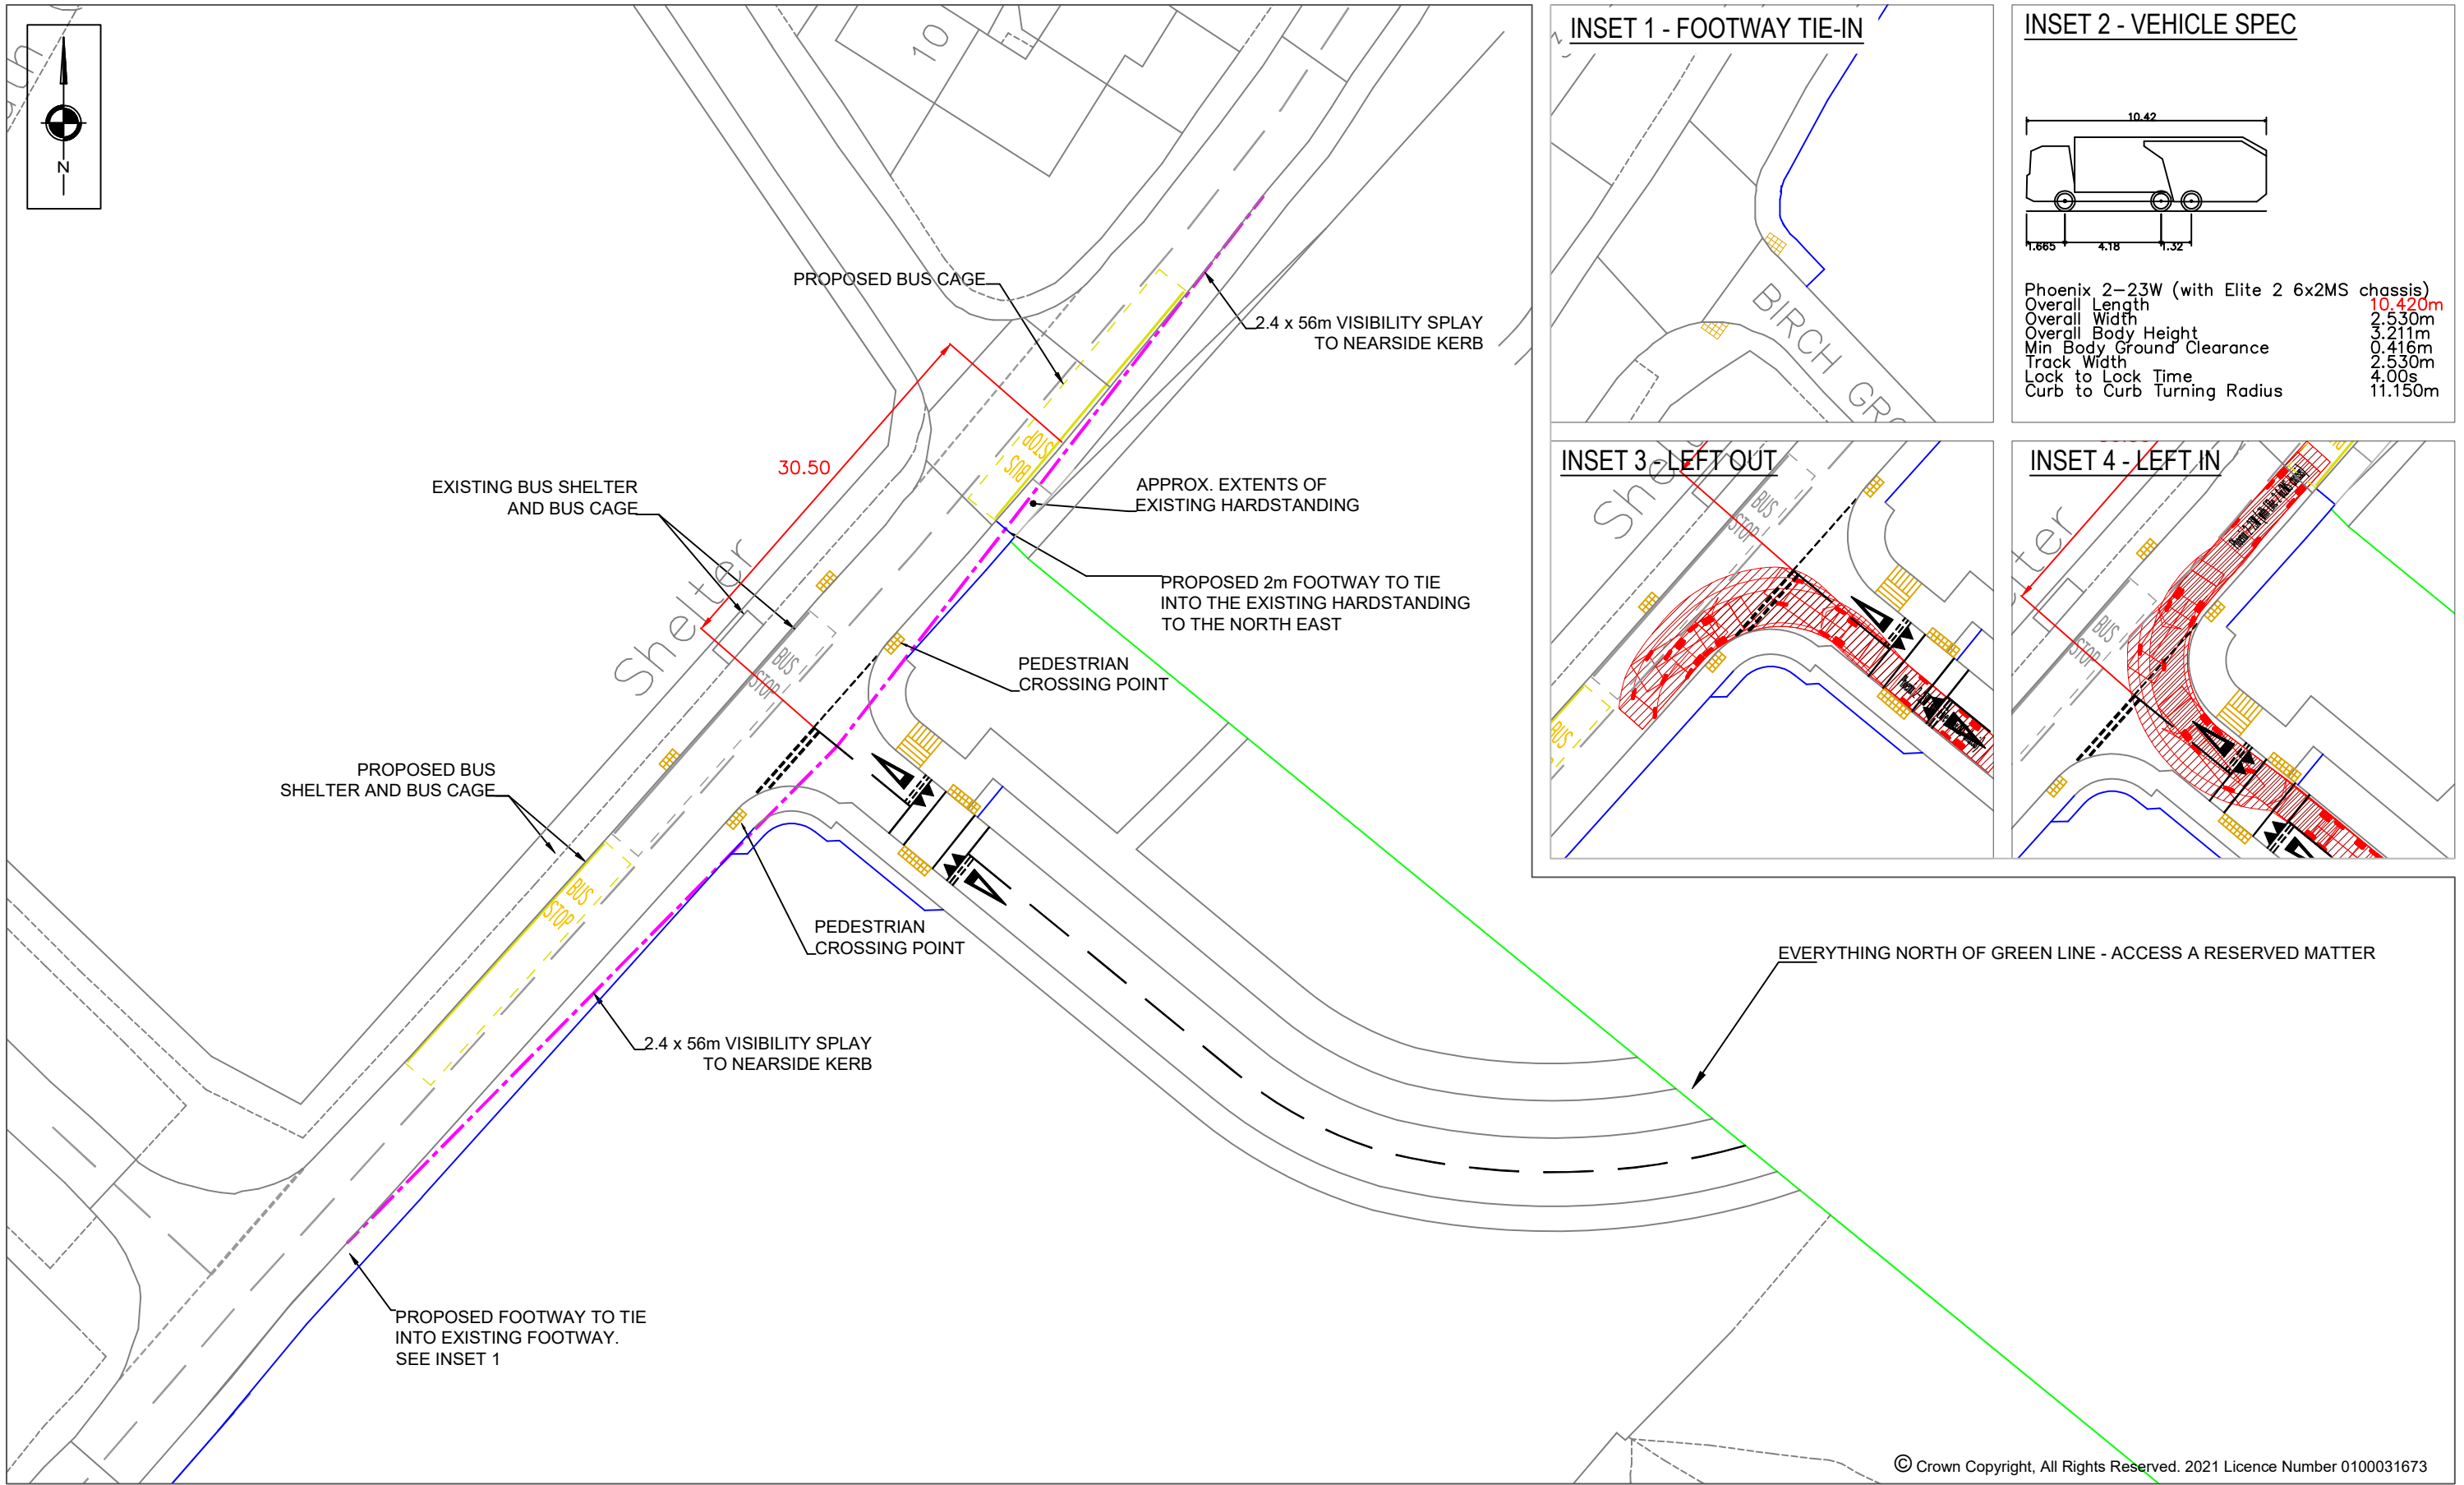 N
10
PROPOSED BUS CAGE
2.4 x 56m VISIBILITY SPLAY
TO NEARSIDE KERB
30.50
BUS
STOP
EXISTING BUS SHELTER
AND BUS CAGE
APPROX. EXTENTS OF
EXISTING HARDSTANDING
Shelter
PROPOSED 2m FOOTWAY TO TIE
INTO THE EXISTING HARDSTANDING
TO THE NORTH EAST
BUS
STOP
PEDESTRIAN
CROSSING POINT
PROPOSED BUS
SHELTER AND BUS CAGE
BUS
STOP
PEDESTRIAN
CROSSING POINT
EVERYTHING NORTH OF GREEN LINE - ACCESS A RESERVED MATTER
2.4 x 56m VISIBILITY SPLAY
TO NEARSIDE KERB
PROPOSED FOOTWAY TO TIE
INTO EXISTING FOOTWAY.
SEE INSET 1
INSET 1 - FOOTWAY TIE-IN
BIRCH GRO
INSET 2 - VEHICLE SPEC
10.42
1.665
4.18
1.32
Phoenix 2-23W (with Elite 2 6x2MS chassis)
Overall Length 10.420m
Overall Width 2.530m
Overall Body Height 3.211m
Min Body Ground Clearance 0.416m
Track Width 2.530m
Lock to Lock Time 4.00s
Curb to Curb Turning Radius 11.150m
INSET 3 - LEFT OUT
BUS
STOP
BUS
INSET 4 - LEFT IN
BUS
STOP
© Crown Copyright, All Rights Reserved. 2021 Licence Number 0100031673